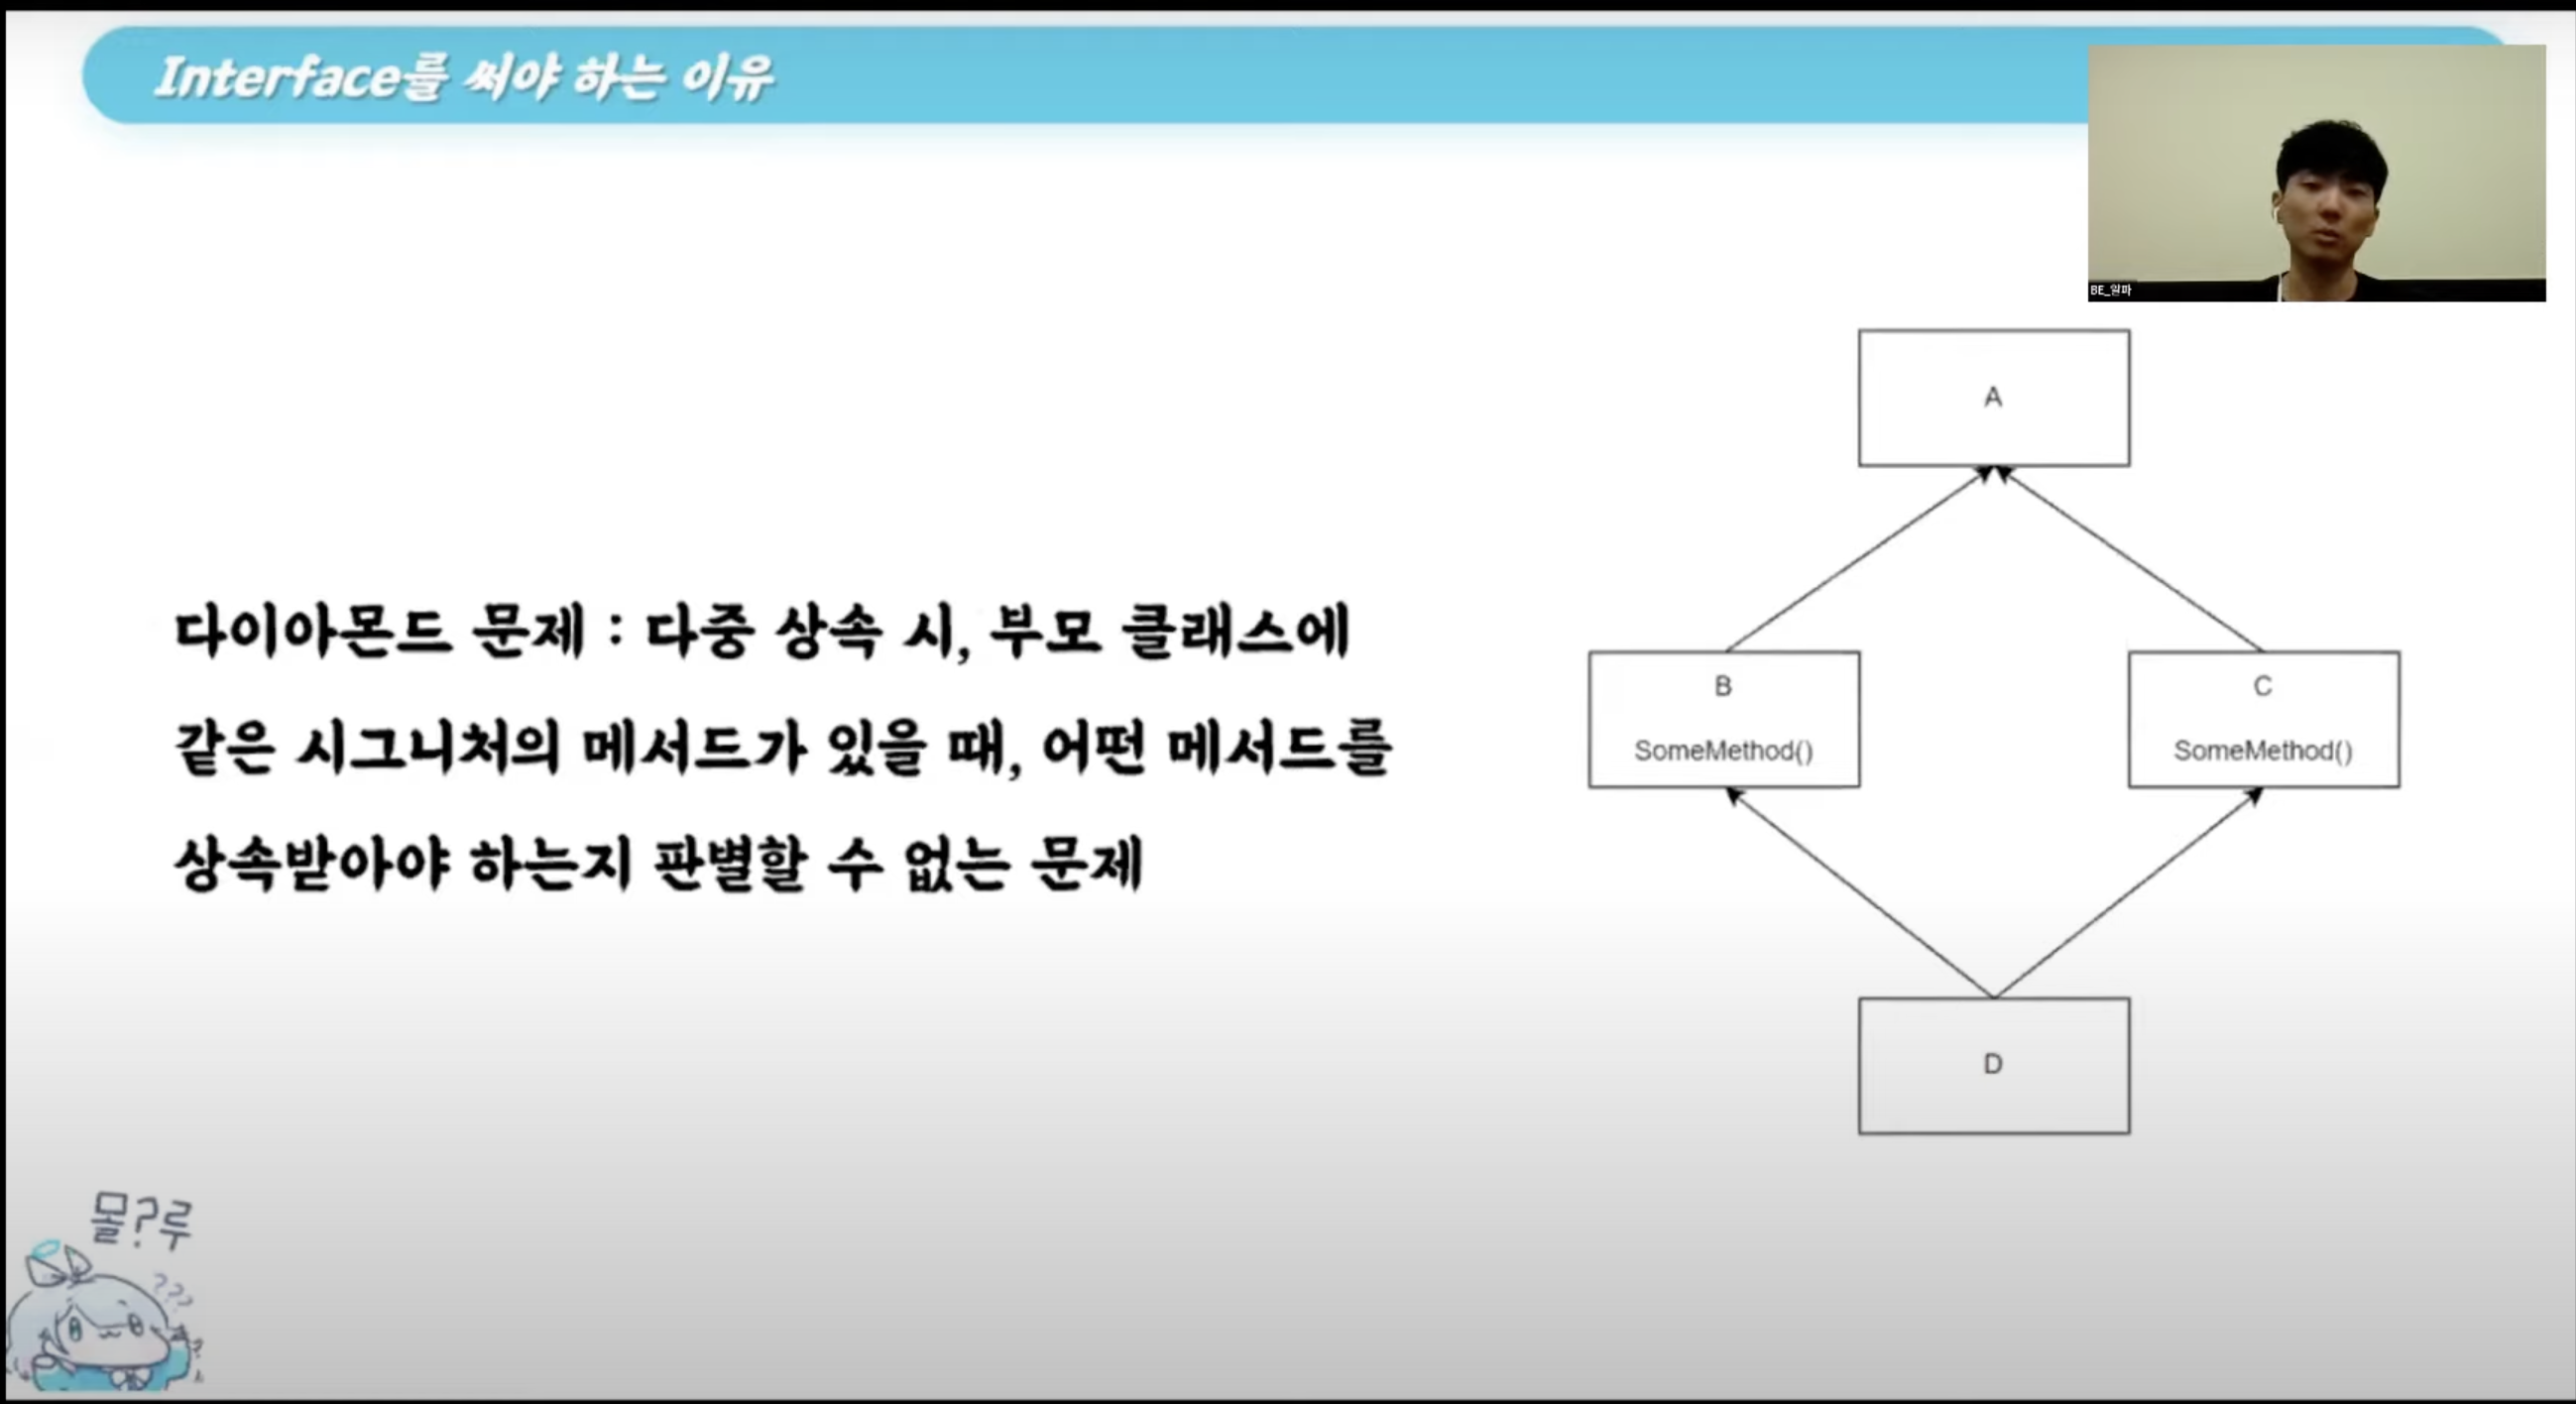 Interface를 써야 하는 이유
BE_알파
다이아몬드 문제 : 다중 상속 시, 부모 클래스에
같은 시그니처의 메서드가 있을 때, 어떤 메서드를
상속받아야 하는지 판별할 수 없는 문제
A
B
SomeMethod()
C
SomeMethod()
D
몰?루
???